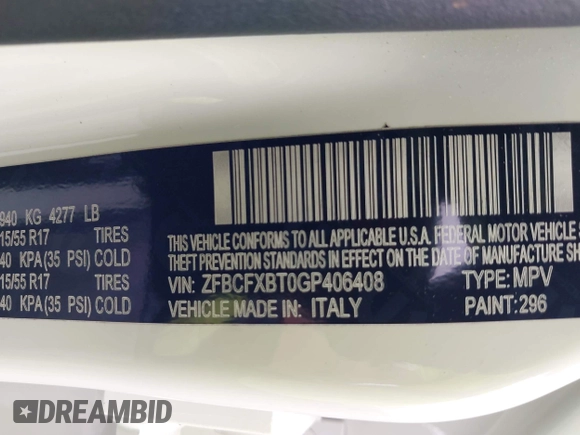 940 KG 4277 LB
15/55 R17 TIRES
40 KPA (35 PSI) COLD
15/55 R17 TIRES
40 KPA(35 PSI) COLD
THIS VEHICLE CONFORMS TO ALL APPLICABLE U.S.A. FEDERAL MOTOR VEHICLE
THEFT PREVENTION STANDARDS IN EFFECT ON THE DATE OF MANUFACTURE
VIN: ZFBCFXBT0GP406408 TYPE: MPV
VEHICLE MADE IN: ITALY PAINT: 296
DREAMBID